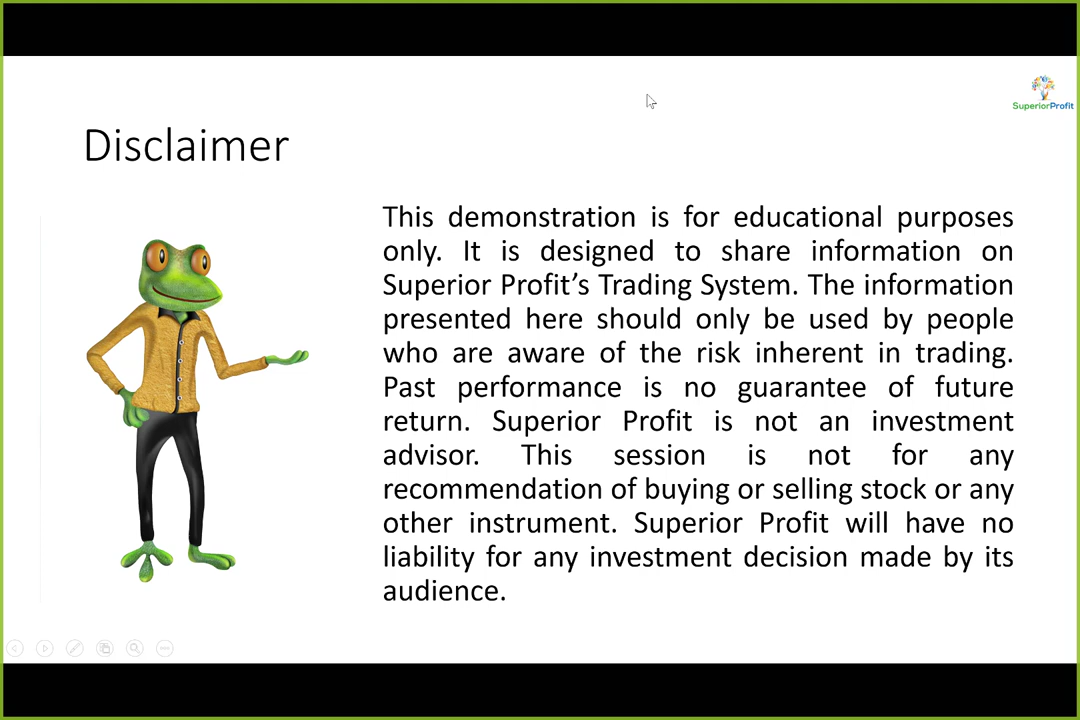 SuperiorProfit
Disclaimer
This demonstration is for educational purposes
only. It is designed to share information on
Superior Profit’s Trading System. The information
presented here should only be used by people
who are aware of the risk inherent in trading.
Past performance is no guarantee of future
return. Superior Profit is not an investment
advisor. This session is not for any
recommendation of buying or selling stock or any
other instrument. Superior Profit will have no
liability for any investment decision made by its
audience.